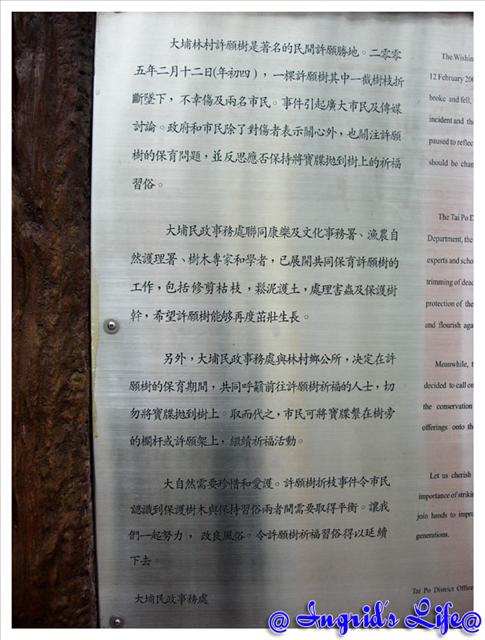 大埔林村許願樹是著名的民間許願勝地。二零零
五年二月十二日(年初四)，一棵許願樹其中一截樹枝折
斷墜下，不幸傷及兩名市民。事件引起廣大市民及傳媒
討論。政府和市民除了對傷者表示關心外，也關注許願
樹的保育問題，並反思應否保持將寶牒拋到樹上的祈福
習俗。
大埔民政事務處聯同康樂及文化事務署、漁農自
然護理署、樹木專家和學者，已展開共同保育許願樹的
工作，包括修剪枯枝，鬆泥護土，處理害蟲及保護樹
幹，希望許願樹能够再度茁壯生長。
另外，大埔民政事務處與林村鄉公所，決定在許
願樹的保育期間，共同呼籲前往許願樹祈福的人士，切
勿將寶牒拋到樹上。取而代之，市民可將寶牒繫在樹旁
的欄杆或許願架上，繼續祈福活動。
大自然需要珍惜和愛護。許願樹折枝事件令市民
認識到保護樹木與保持習俗兩者間需要取得平衡。讓我
們一起努力，改良風俗。令許願樹祈福習俗得以延續
下去。
大埔民政事務處
The Wishin
12 February 200
broke and fell,
incident and th
paused to reflec
should be chan
The Tai Po D
Department, the
experts and scho
trimming of dead
protection of the
and flourish aga
Meanwhile, t
decided to call on
the conservation
offerings onto th
Let us cherish
importance of strikin
join hands to impro
generations.
Tai Po District Office
@ Ingrid's Life@